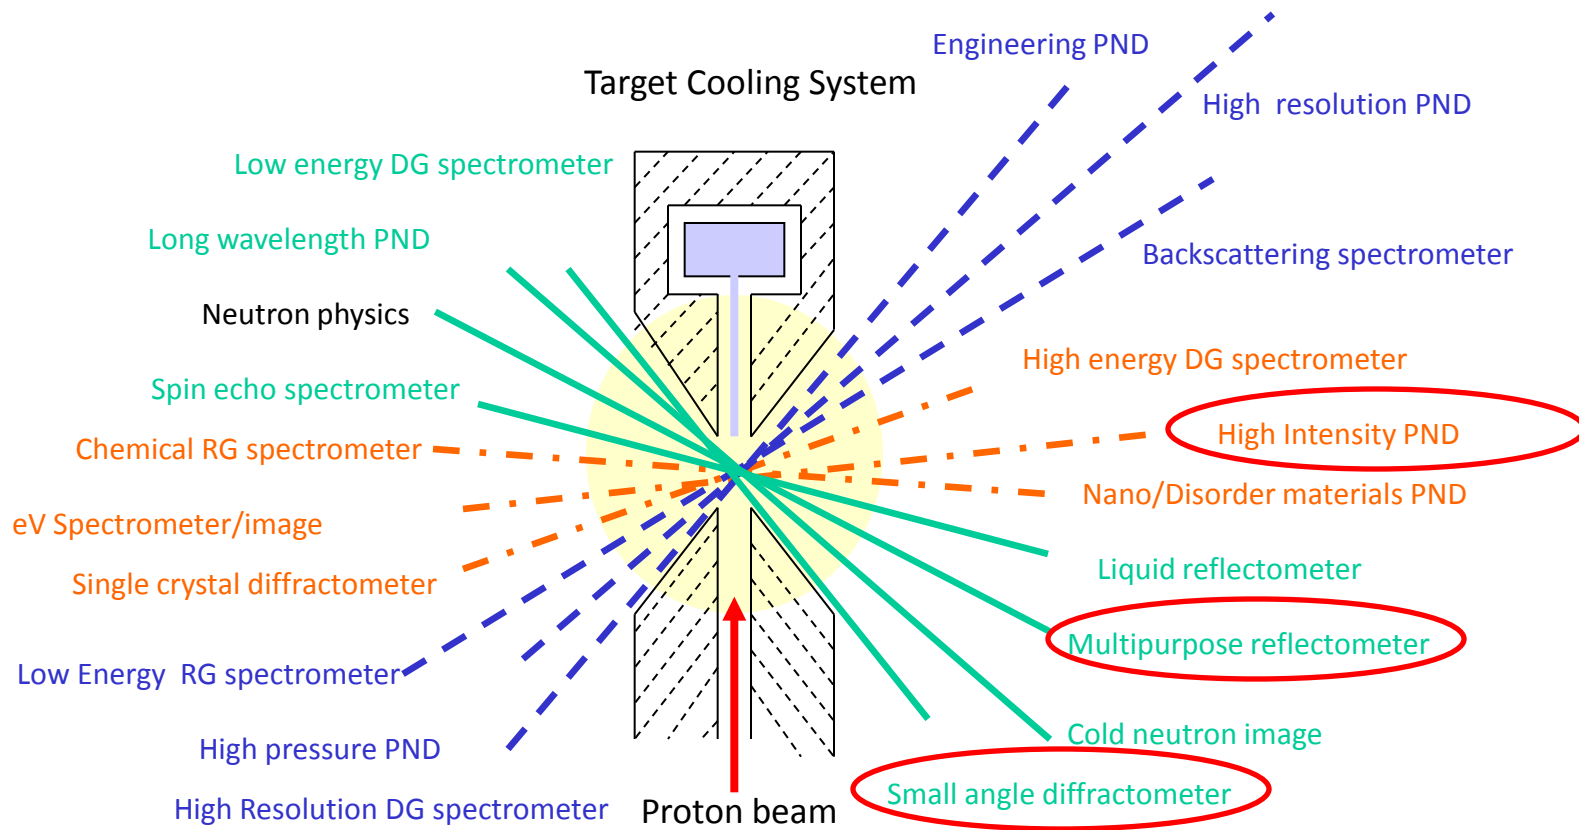 Engineering PND
Target Cooling System
High  resolution PND
Low energy DG spectrometer
Long wavelength PND
Backscattering spectrometer
Neutron physics
High energy DG spectrometer
Spin echo spectrometer
High Intensity PND
Chemical RG spectrometer
Nano/Disorder materials PND
eV Spectrometer/image
Liquid reflectometer
Single crystal diffractometer
Multipurpose reflectometer
Low Energy  RG spectrometer
Cold neutron image
High pressure PND
Small angle diffractometer
High Resolution DG spectrometer
Proton beam